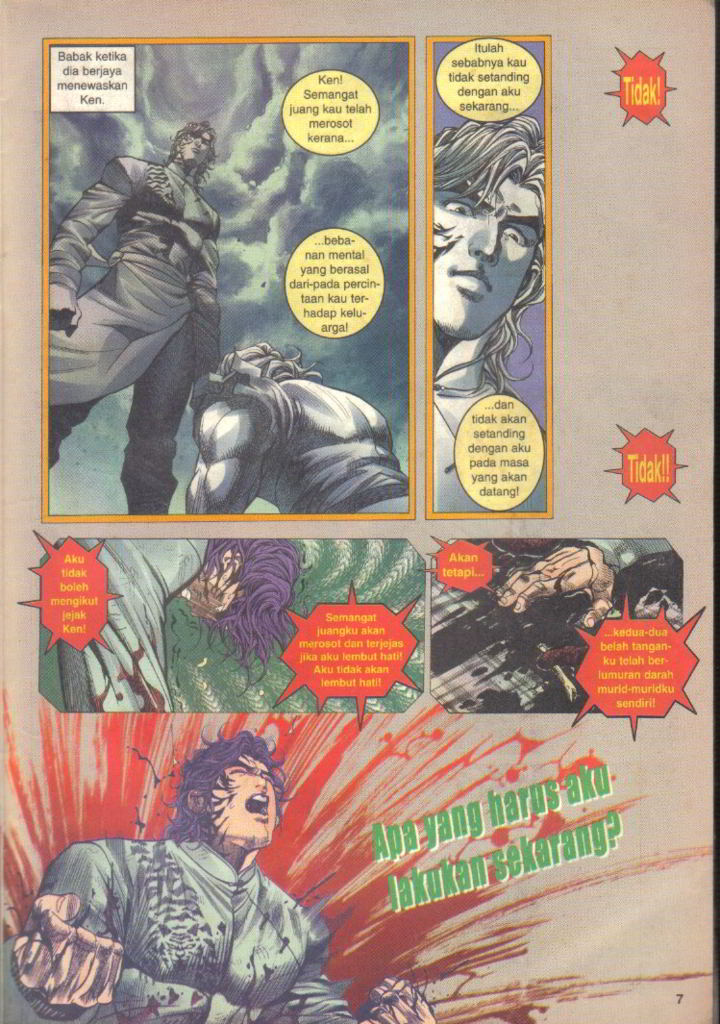 Babak ketika
dia berjaya
menewaskan
Ken.
Ken!
Semangat
juang kau telah
merosot
kerana...
...beba-
nan mental
yang berasal
dari-pada percin-
taan kau ter-
hadap kelu-
arga!
Itulah
sebabnya kau
tidak setanding
dengan aku
sekarang...
...dan
tidak akan
setanding
dengan aku
pada masa
yang akan
datang!
Tidak!
Tidak!!
Aku
tidak
boleh
mengikut
jejak
Ken!
Semangat
juangku akan
merosot dan terjejas
jika aku lembut hati!
Aku tidak akan
lembut hati!
Akan
tetapi...
...kedua-dua
belah tangan-
ku telah ber-
lumuran darah
murid-muridku
sendiri!
Apa yang harus aku
lakukan sekarang?
7